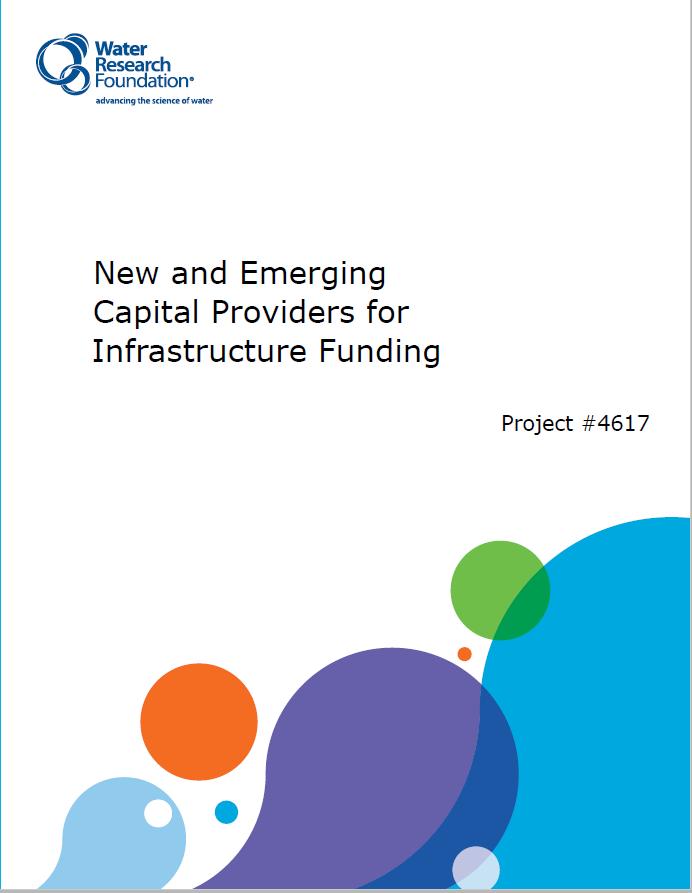 Water
Research
Foundation®
advancing the science of water
New and Emerging
Capital Providers for
Infrastructure Funding
Project #4617